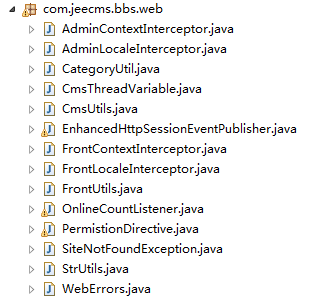 com.jeecms.bbs.web
AdminContextInterceptor.java
AdminLocaleInterceptor.java
CategoryUtil.java
CmsThreadVariable.java
CmsUtils.java
EnhancedHttpSessionEventPublisher.java
FrontContextInterceptor.java
FrontLocaleInterceptor.java
FrontUtils.java
OnlineCountListener.java
PermistionDirective.java
SiteNotFoundException.java
StrUtils.java
WebErrors.java